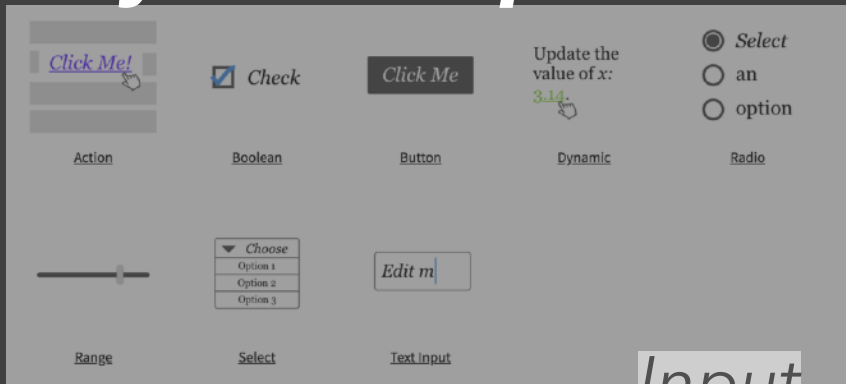 Click Me!
Check
Click Me
Update the
value of x:
3.14.
Select
an
option
Action
Boolean
Button
Dynamic
Radio
Choose
Option 1
Option 2
Option 3
Edit m
Range
Select
Text Input
Input